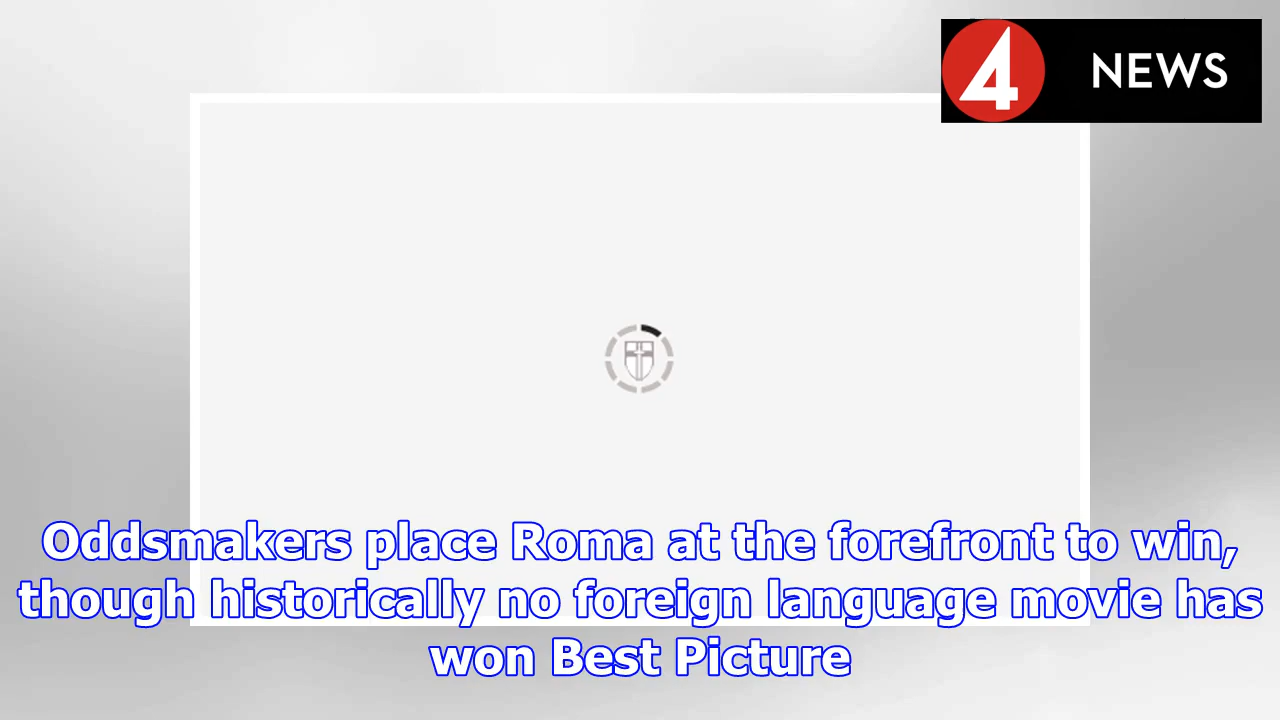 4 NEWS
Oddsmakers place Roma at the forefront to win,
though historically no foreign language movie has
won Best Picture